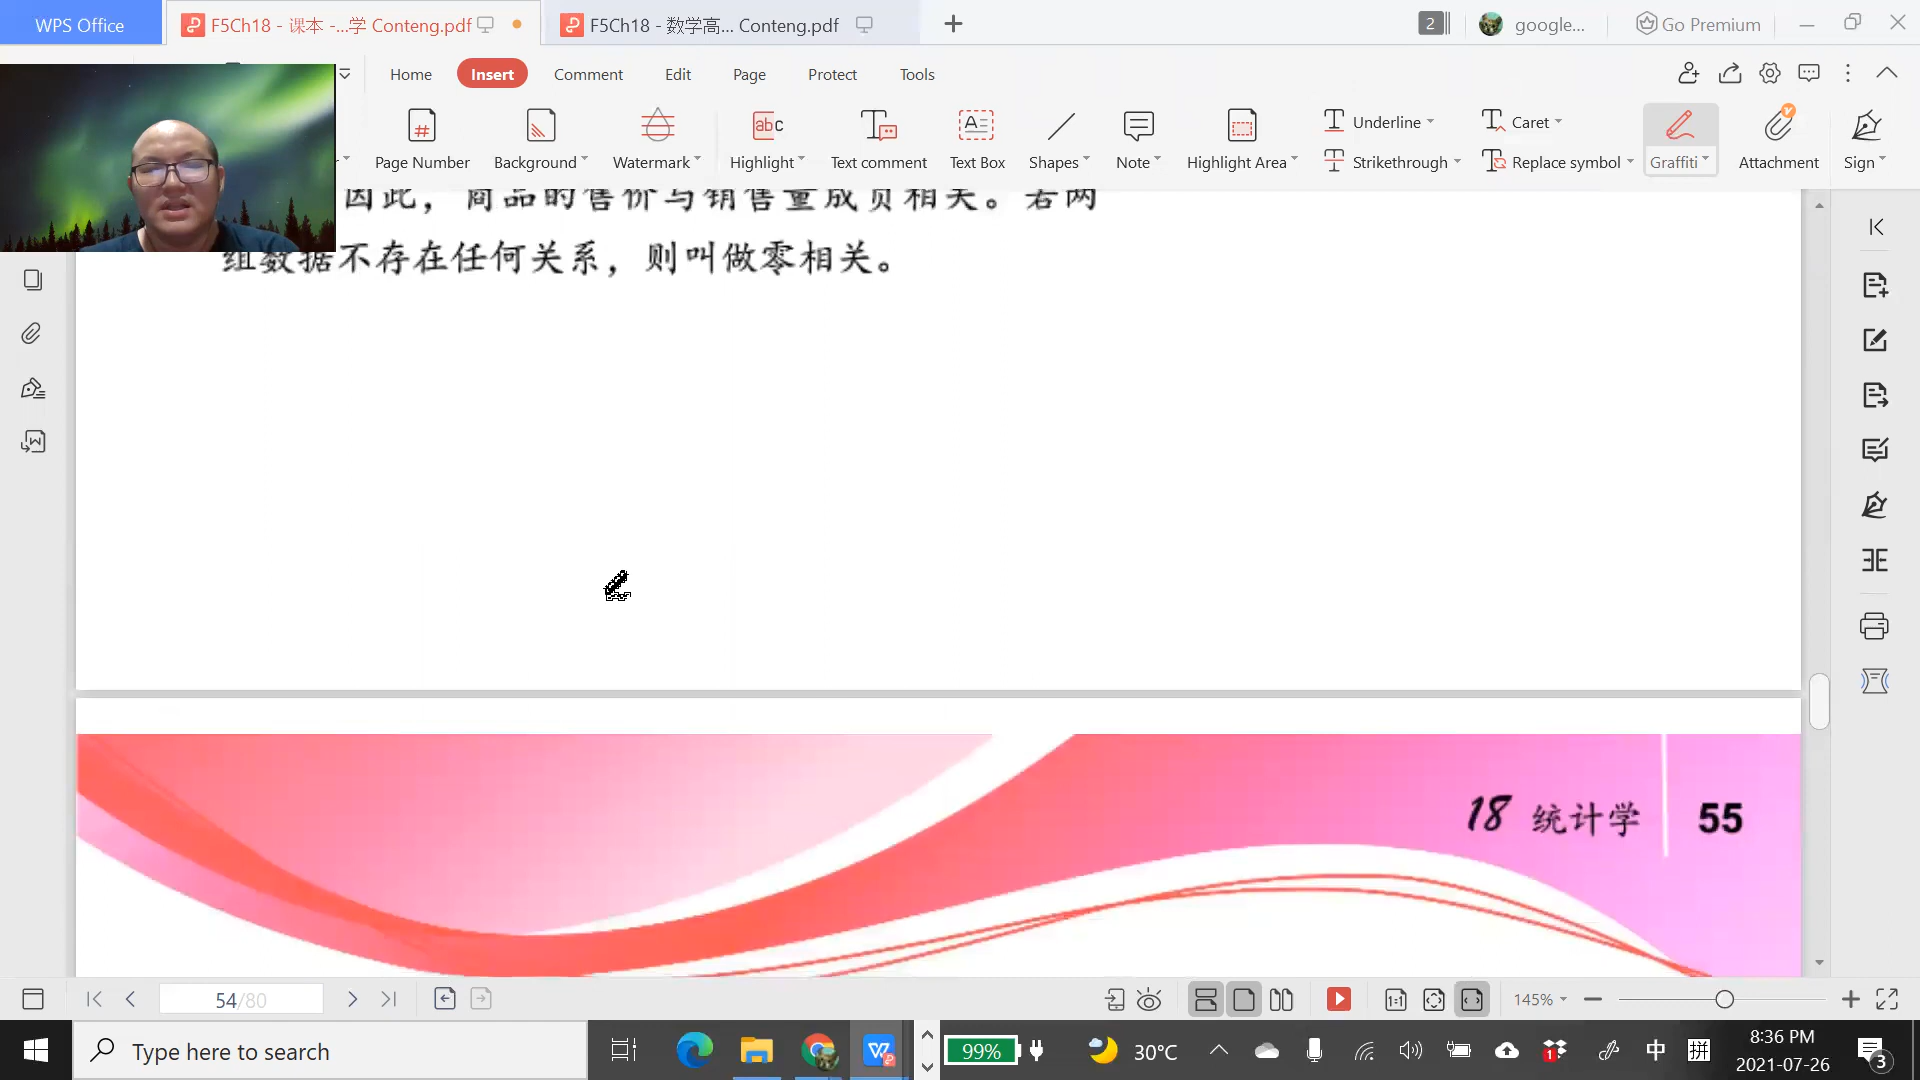 WPS Office
F5Ch18 - 课本 -...学 Conteng.pdf
F5Ch18 - 数学高... Conteng.pdf
2
google...
Go Premium
Home
Insert
Comment
Edit
Page
Protect
Tools
Page Number
Background
Watermark
Highlight
Text comment
Text Box
Shapes
Note
Highlight Area
Underline
Strikethrough
Caret
Replace symbol
Graffiti
Attachment
Sign
因此，商品的售价与销售量成负相关。若两
组数据不存在任何关系，则叫做零相关。
18 统计学 55
54/80
145%
Type here to search
99%
30°C
1
中
拼
8:36 PM
2021-07-26
3